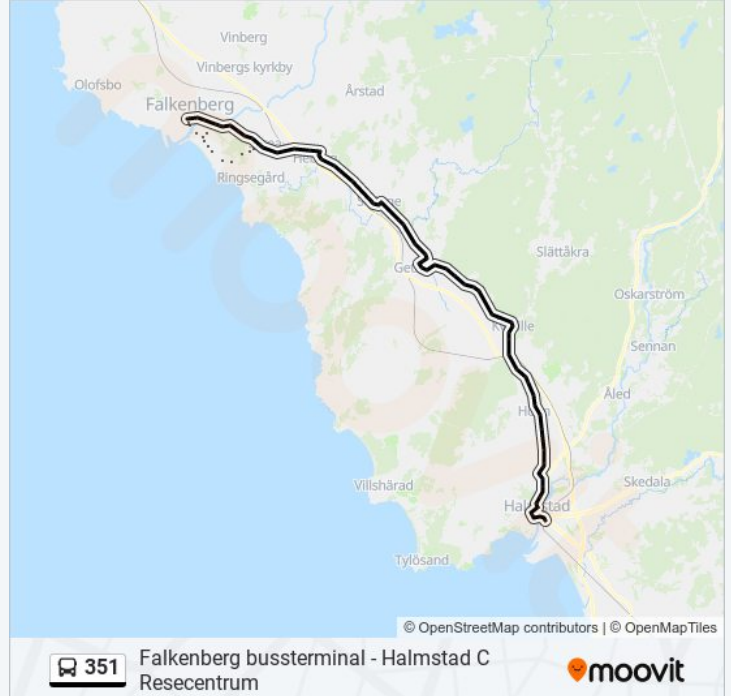 Vinberg
Vinbergs kyrkby
Olofsbo
Årstad
Falkenberg
Ringsegård
Slättåkra
Oskarström
Sennan
Åled
Skedala
Villshärad
Tylösand
© OpenStreetMap contributors | © OpenMapTiles
351
Falkenberg bussterminal - Halmstad C
Resecentrum
moovit